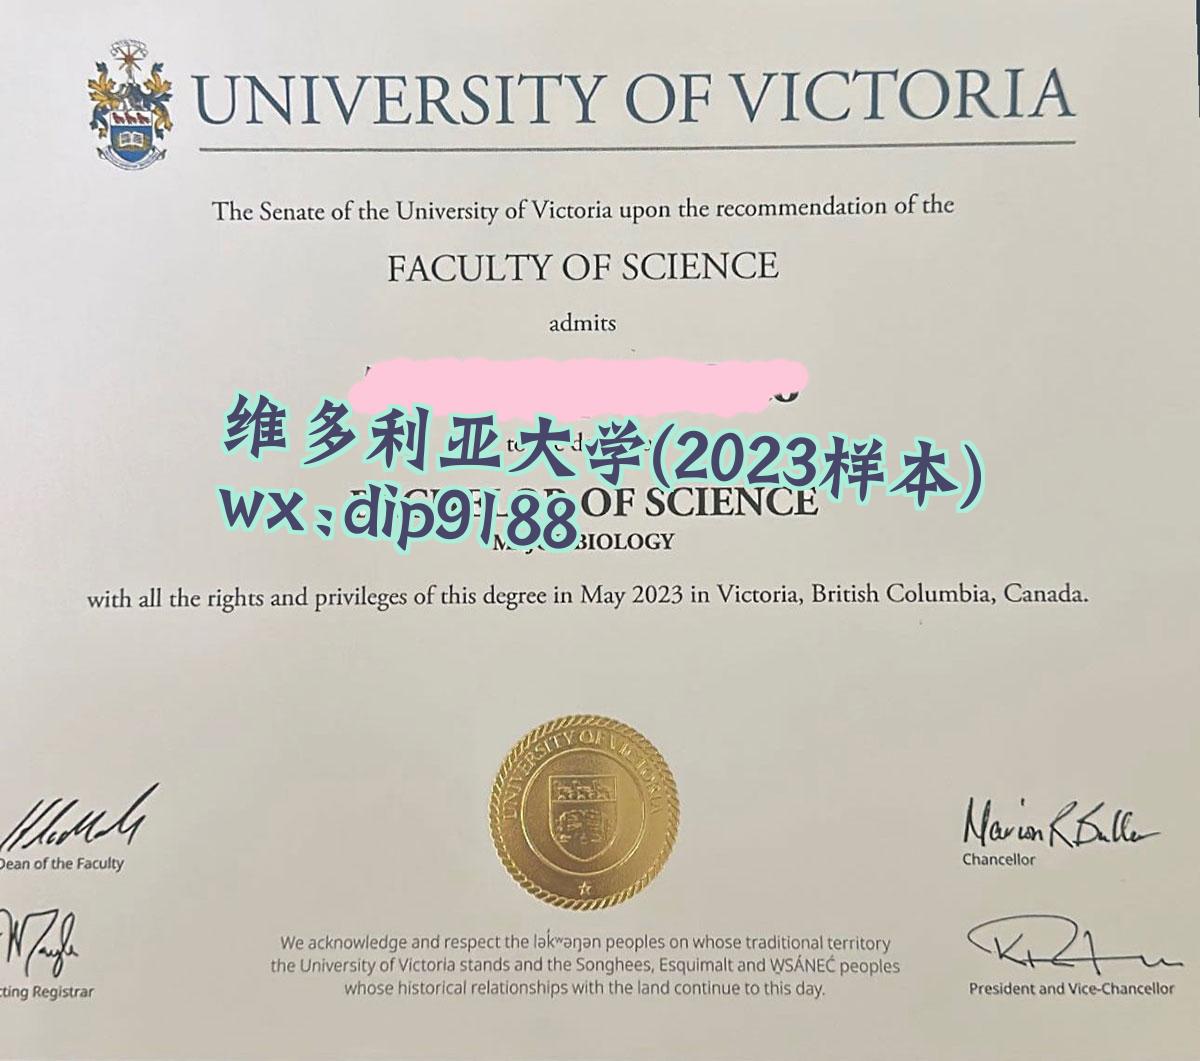 UNIVERSITY OF VICTORIA
The Senate of the University of Victoria upon the recommendation of the
FACULTY OF SCIENCE
admits
维多利亚大学(2023样本)
wx:dip9188
OF SCIENCE
BIOLOGY
with all the rights and privileges of this degree in May 2023 in Victoria, British Columbia, Canada.
UNIVERSITY OF VICTORIA
Dean of the Faculty
Marion R Buller
Chancellor
We acknowledge and respect the lək̓ʷəŋən peoples on whose traditional territory
the University of Victoria stands and the Songhees, Esquimalt and W̱SÁNEĆ peoples
whose historical relationships with the land continue to this day.
cting Registrar
President and Vice-Chancellor